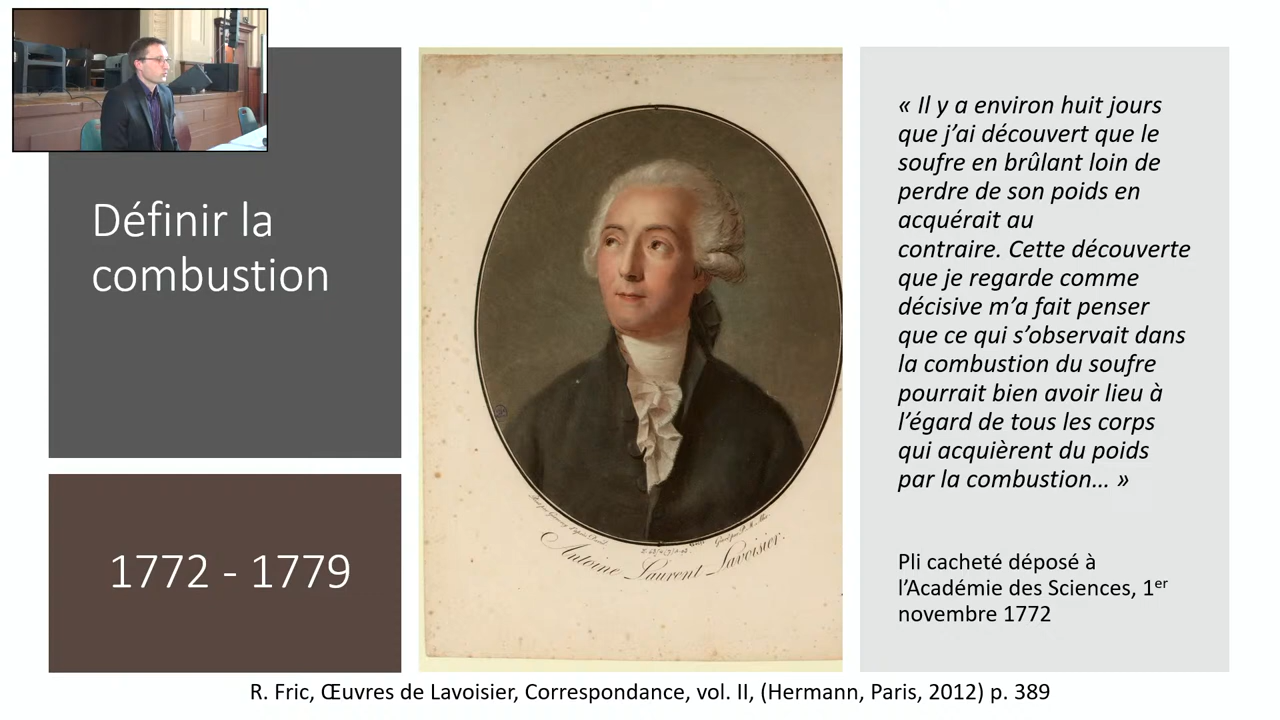 Définir la
combustion
1772 - 1779
Antoine Laurent Lavoisier.
« Il y a environ huit jours
que j’ai découvert que le
soufre en brûlant loin de
perdre de son poids en
acquérait au
contraire. Cette découverte
que je regarde comme
décisive m’a fait penser
que ce qui s’observait dans
la combustion du soufre
pourrait bien avoir lieu à
l’égard de tous les corps
qui acquièrent du poids
par la combustion… »
Pli cacheté déposé à
l’Académie des Sciences, 1er
novembre 1772
R. Fric, Œuvres de Lavoisier, Correspondance, vol. II, (Hermann, Paris, 2012) p. 389